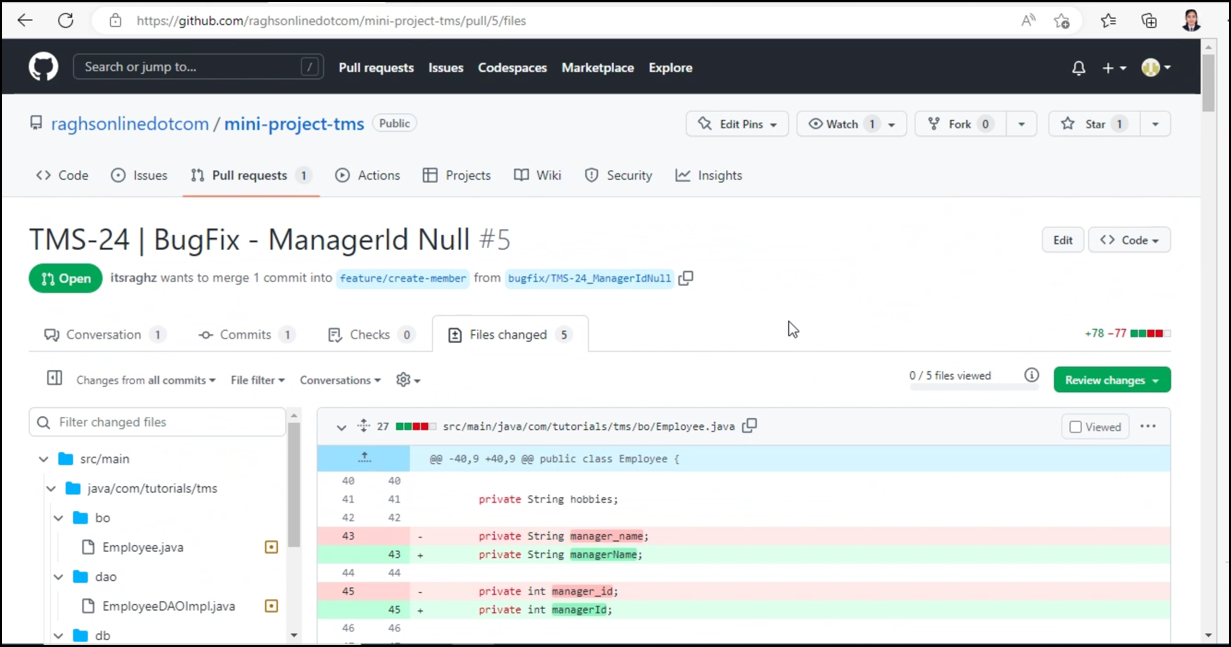 https://github.com/raghsonlinedotcom/mini-project-tms/pull/5/files
Search or jump to... /
Pull requests Issues Codespaces Marketplace Explore
raghsonlinedotcom / mini-project-tms Public
Edit Pins Watch 1 Fork 0 Star 1
Code Issues Pull requests 1 Actions Projects Wiki Security Insights
TMS-24 | BugFix - ManagerId Null #5
Edit <> Code
Open itsraghz wants to merge 1 commit into feature/create-member from bugfix/TMS-24_ManagerIdNull
Conversation 1 Commits 1 Checks 0 Files changed 5
+78 −77
Changes from all commits File filter Conversations
0 / 5 files viewed Review changes
Filter changed files
src/main
java/com/tutorials/tms
bo
Employee.java
dao
EmployeeDAOImpl.java
db
27 src/main/java/com/tutorials/tms/bo/Employee.java Viewed ...
@@ -40,9 +40,9 @@ public class Employee {
40 40
41 41 private String hobbies;
42 42
43 - private String manager_name;
43 + private String managerName;
44 44
45 - private int manager_id;
45 + private int managerId;
46 46